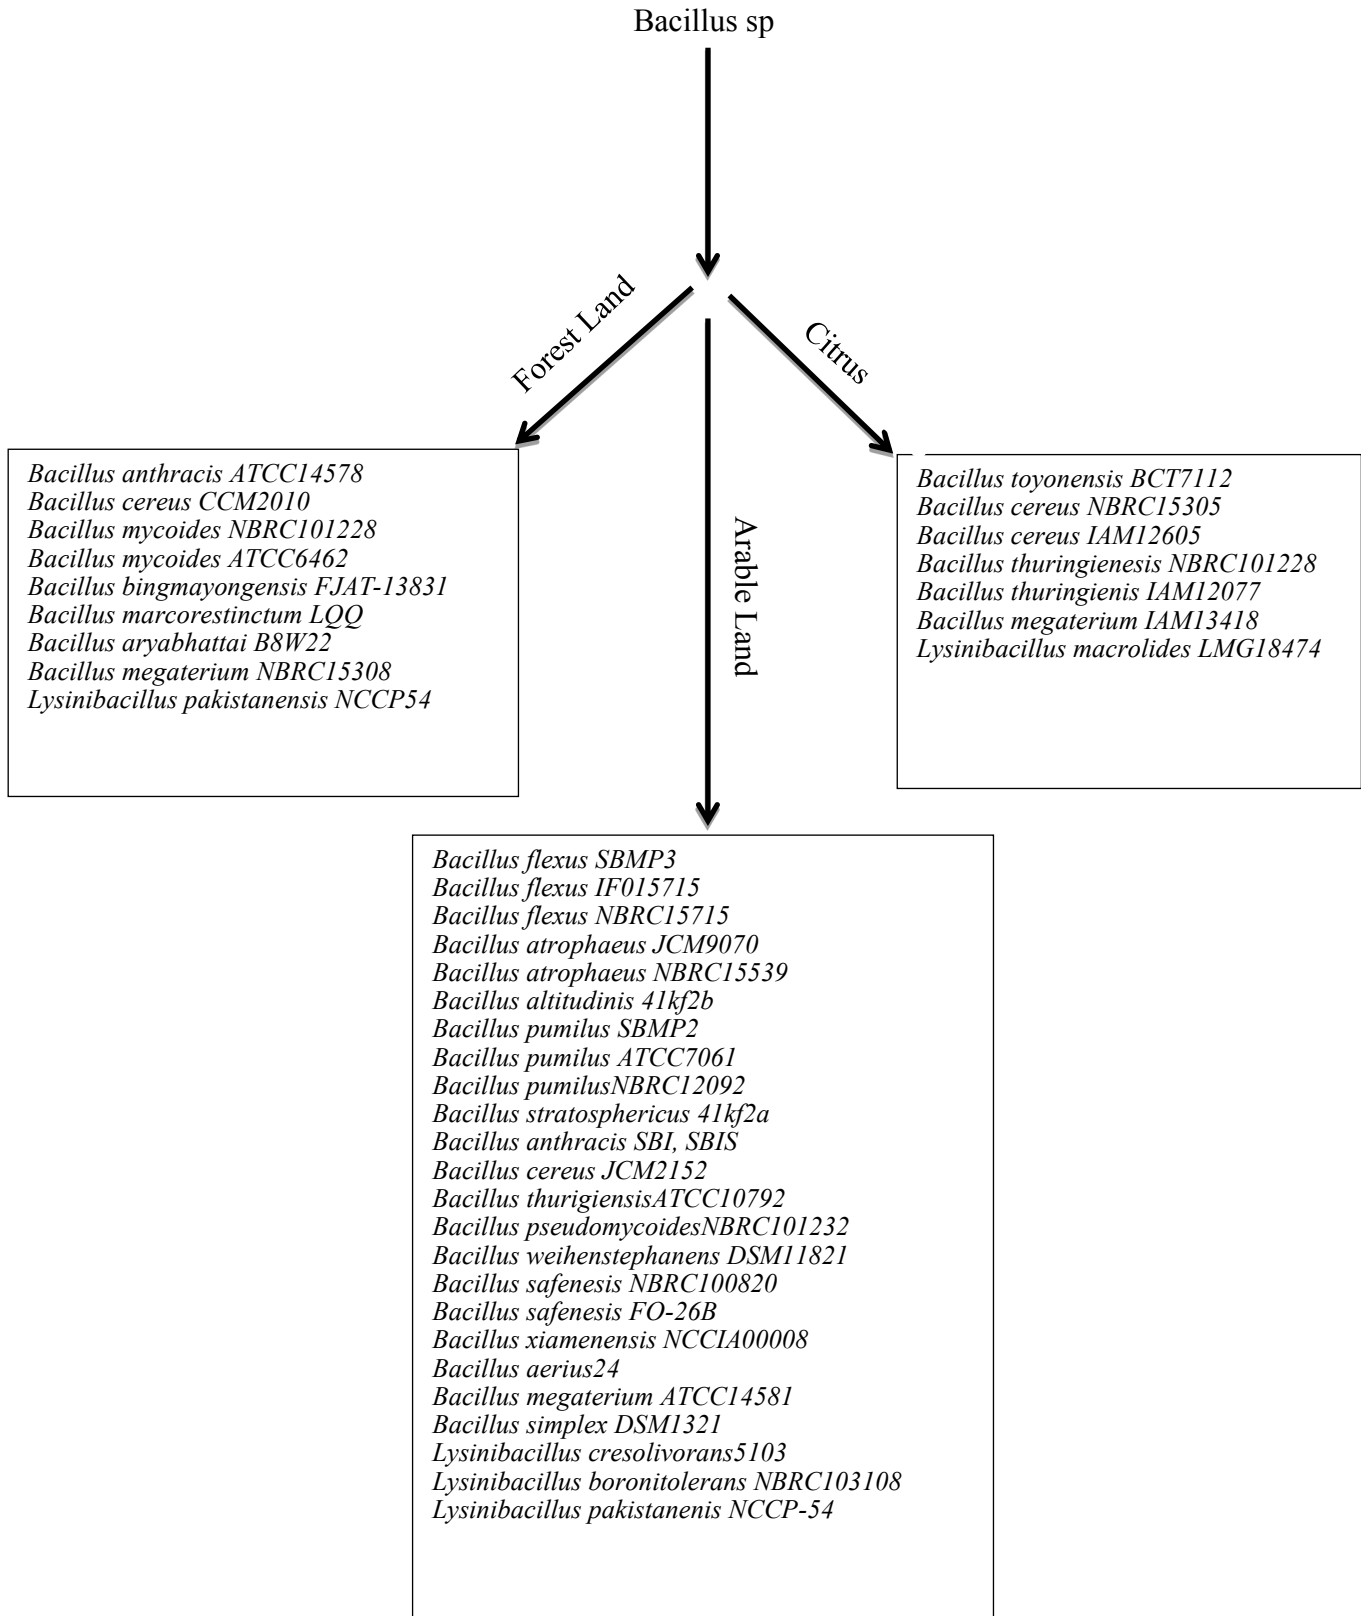 Bacillus sp
Forest Land
Citrus
Arable Land
Bacillus anthracis ATCC14578
Bacillus cereus CCM2010
Bacillus mycoides NBRC101228
Bacillus mycoides ATCC6462
Bacillus bingmayongensis FJAT-13831
Bacillus marcorestinctum LQQ
Bacillus aryabhattai B8W22
Bacillus megaterium NBRC15308
Lysinibacillus pakistanensis NCCP54
Bacillus toyonensis BCT7112
Bacillus cereus NBRC15305
Bacillus cereus IAM12605
Bacillus thuringienesis NBRC101228
Bacillus thuringienis IAM12077
Bacillus megaterium IAM13418
Lysinibacillus macrolides LMG18474
Bacillus flexus SBMP3
Bacillus flexus IF015715
Bacillus flexus NBRC15715
Bacillus atrophaeus JCM9070
Bacillus atrophaeus NBRC15539
Bacillus altitudinis 41kf2b
Bacillus pumilus SBMP2
Bacillus pumilus ATCC7061
Bacillus pumilusNBRC12092
Bacillus stratosphericus 41kf2a
Bacillus anthracis SBI, SBIS
Bacillus cereus JCM2152
Bacillus thurigiensisATCC10792
Bacillus pseudomycoidesNBRC101232
Bacillus weihenstephanens DSM11821
Bacillus safenesis NBRC100820
Bacillus safenesis FO-26B
Bacillus xiamenensis NCCIA00008
Bacillus aerius24
Bacillus megaterium ATCC14581
Bacillus simplex DSM1321
Lysinibacillus cresolivorans5103
Lysinibacillus boronitolerans NBRC103108
Lysinibacillus pakistanenis NCCP-54